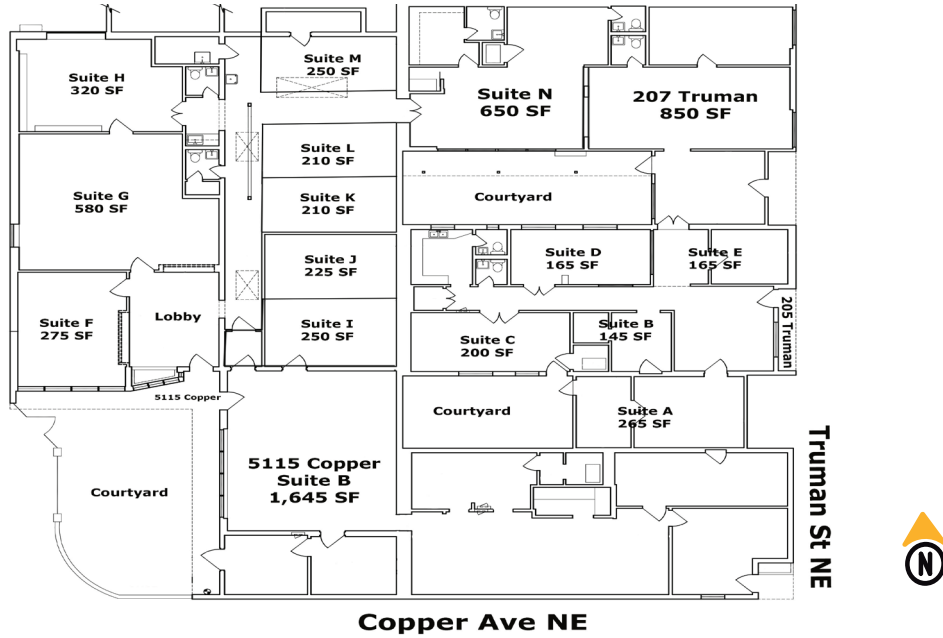 Suite M
250 SF
Suite H
320 SF
Suite N
650 SF
207 Truman
850 SF
Suite L
210 SF
Suite K
210 SF
Suite G
580 SF
Courtyard
Suite J
225 SF
Suite D
165 SF
Suite E
165 SF
Suite F
275 SF
Lobby
Suite I
250 SF
Suite C
200 SF
Suite B
145 SF
205 Truman
5115 Copper
Courtyard
Suite A
265 SF
5115 Copper
Suite B
1,645 SF
Courtyard
Truman St NE
N
Copper Ave NE